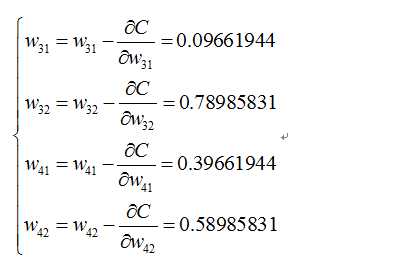 w₃₁ = w₃₁ − ∂C/∂w₃₁ = 0.09661944
w₃₂ = w₃₂ − ∂C/∂w₃₂ = 0.78985831
w₄₁ = w₄₁ − ∂C/∂w₄₁ = 0.39661944
w₄₂ = w₄₂ − ∂C/∂w₄₂ = 0.58985831